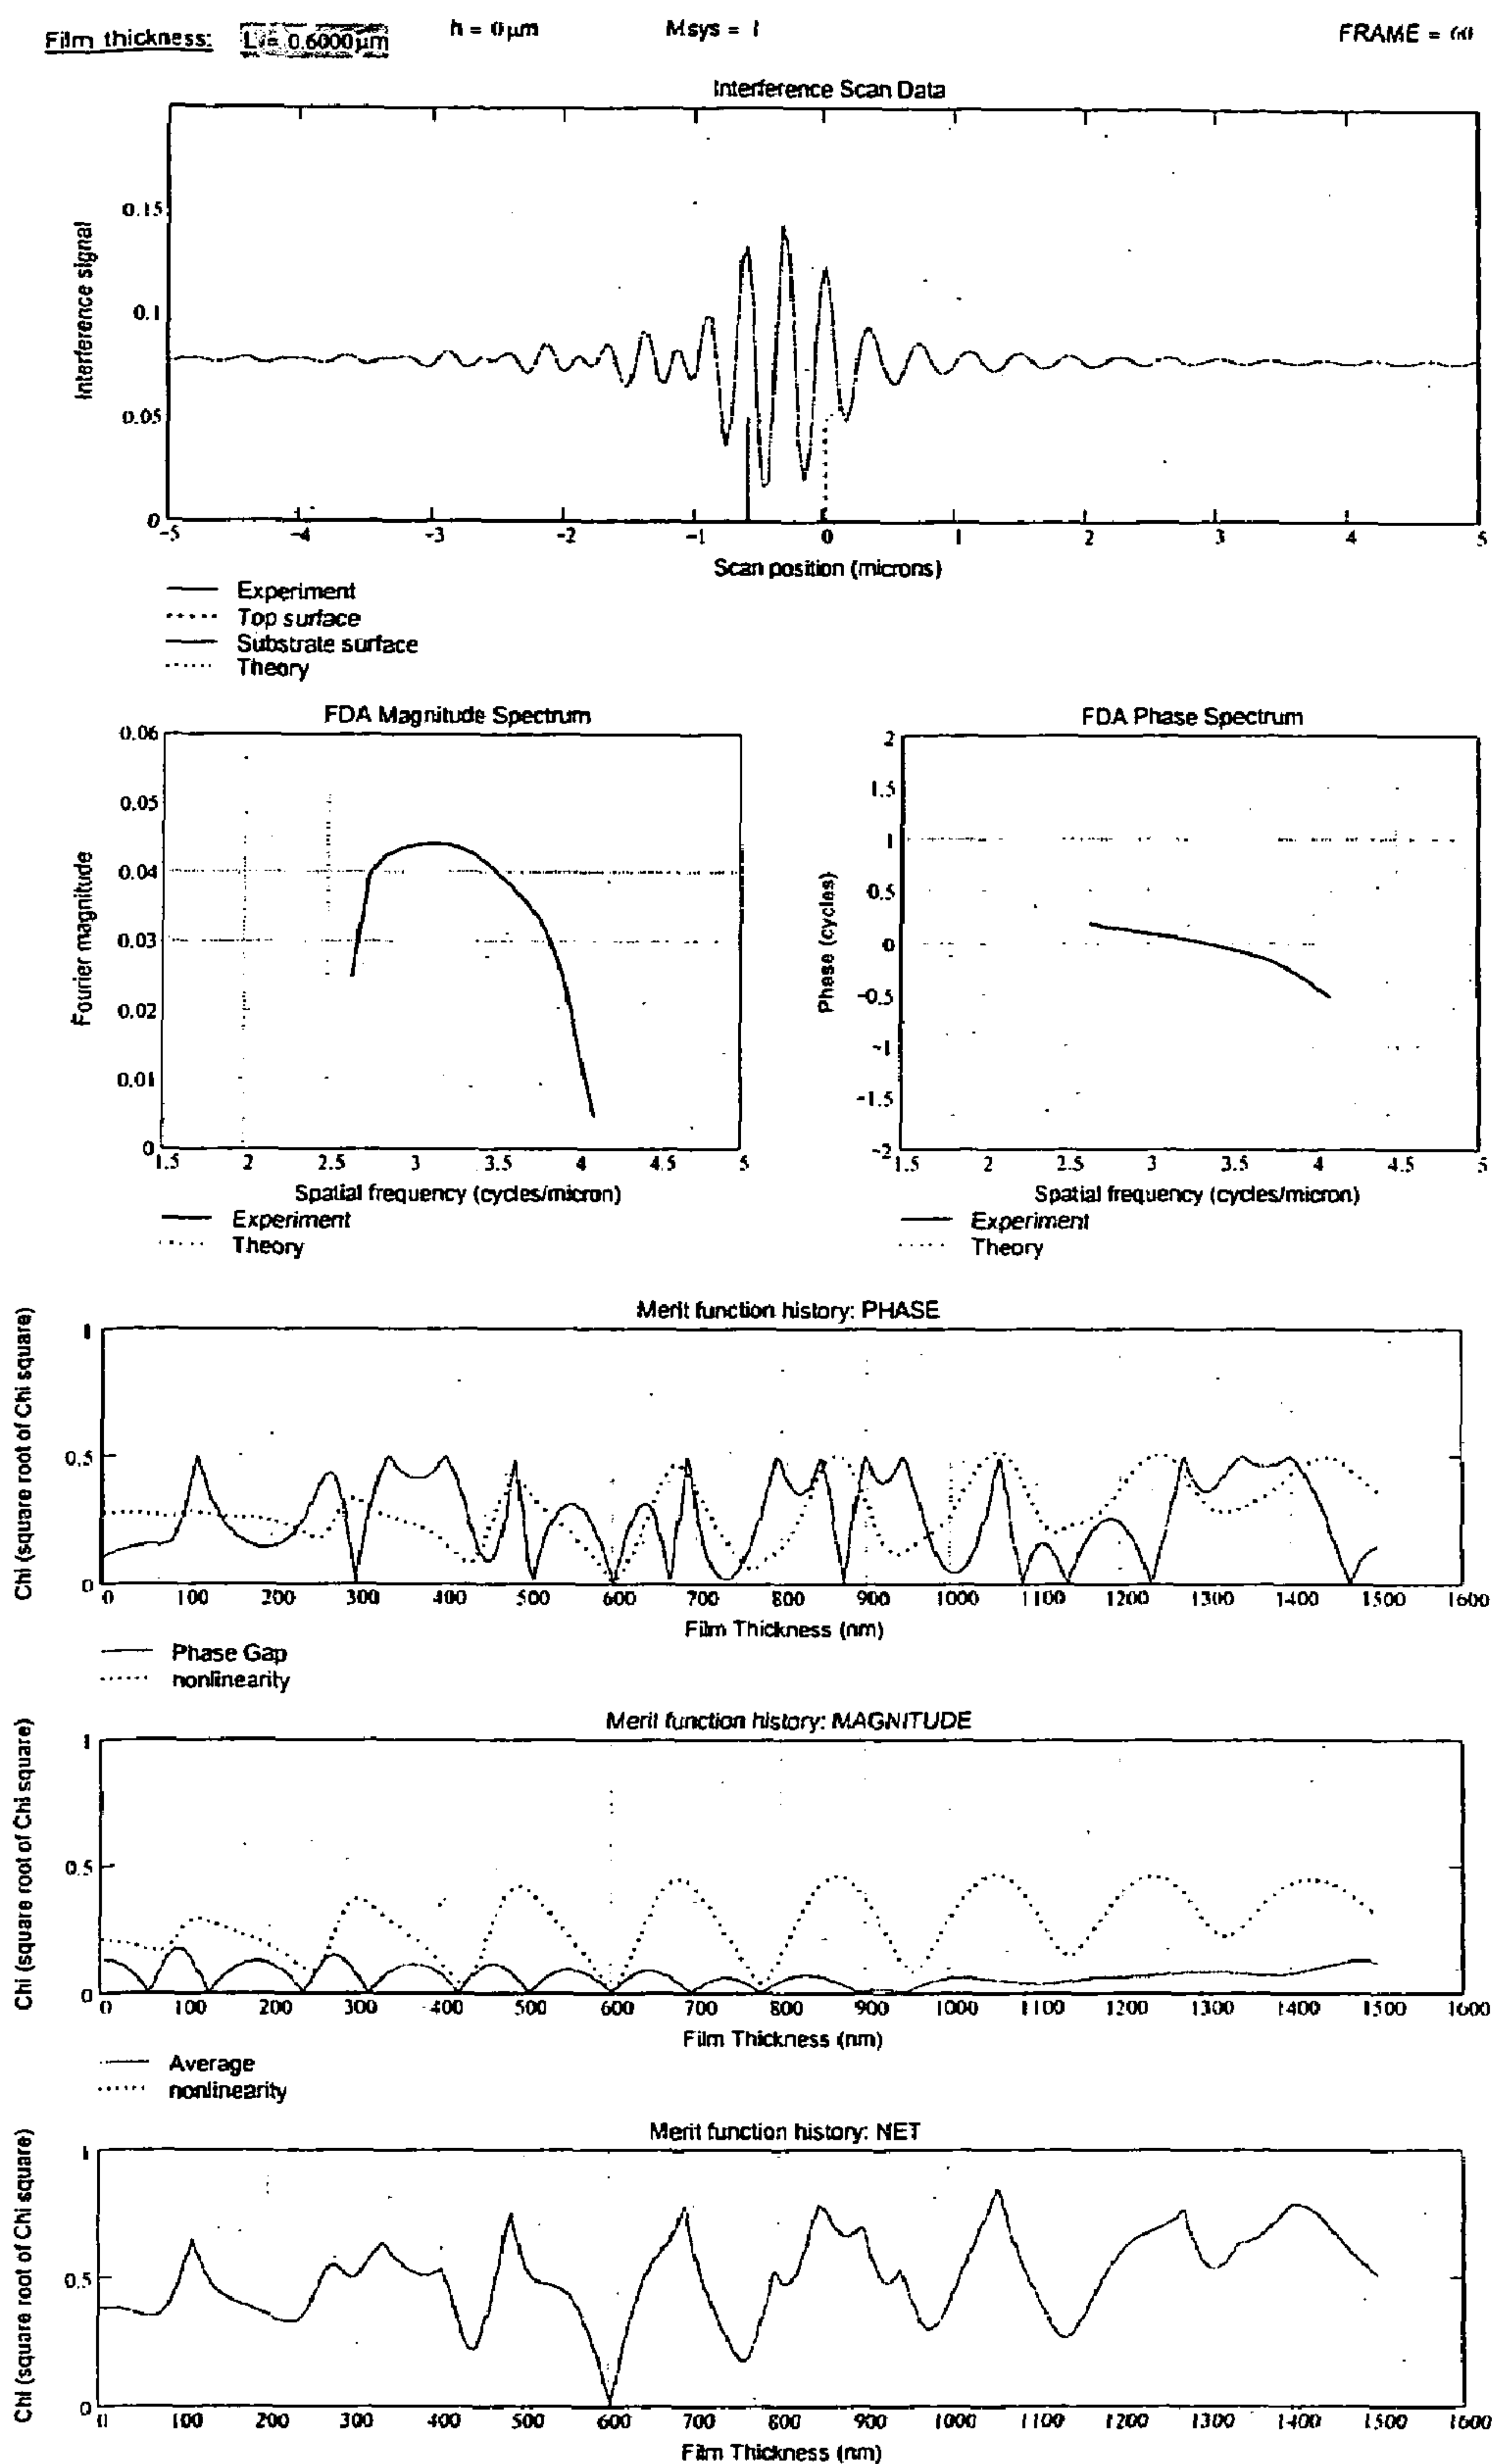 Film thickness: L = 0.6000 μm h = 0 μm Msys = 1 FRAME = 60
Interference Scan Data
Interference signal
0.15
0.1
0.05
0
-5 -4 -3 -2 -1 0 1 2 3 4 5
Scan position (microns)
Experiment
Top surface
Substrate surface
Theory
FDA Magnitude Spectrum
Fourier magnitude
0.06
0.05
0.04
0.03
0.02
0.01
0
1.5 2 2.5 3 3.5 4 4.5 5
Spatial frequency (cycles/micron)
Experiment
Theory
FDA Phase Spectrum
Phase (cycles)
2
1.5
1
0.5
0
-0.5
-1
-1.5
-2
1.5 2 2.5 3 3.5 4 4.5 5
Spatial frequency (cycles/micron)
Experiment
Theory
Merit function history: PHASE
Chi (square root of Chi square)
1
0.5
0
0 100 200 300 400 500 600 700 800 900 1000 1100 1200 1300 1400 1500 1600
Film Thickness (nm)
Phase Gap
nonlinearity
Merit function history: MAGNITUDE
Chi (square root of Chi square)
1
0.5
0
0 100 200 300 400 500 600 700 800 900 1000 1100 1200 1300 1400 1500 1600
Film Thickness (nm)
Average
nonlinearity
Merit function history: NET
Chi (square root of Chi square)
1
0.5
0
0 100 200 300 400 500 600 700 800 900 1000 1100 1200 1300 1400 1500 1600
Film Thickness (nm)